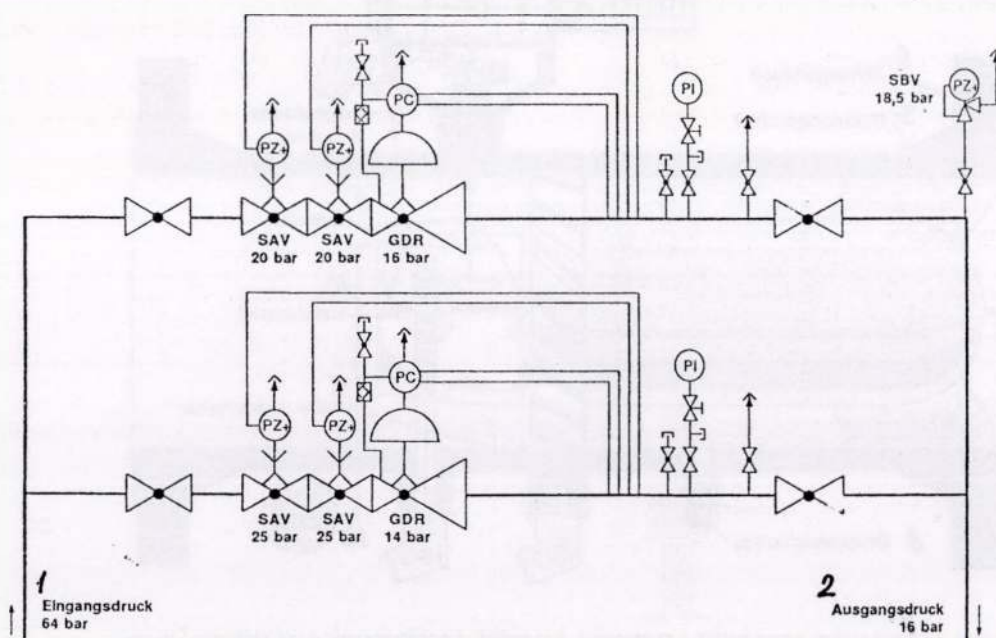 SBV
18,5 bar
PZ+
PI
PC
PZ+
PZ+
SAV
20 bar
SAV
20 bar
GDR
16 bar
PI
PC
PZ+
PZ+
SAV
25 bar
SAV
25 bar
GDR
14 bar
1
Eingangsdruck
64 bar
2
Ausgangsdruck
16 bar